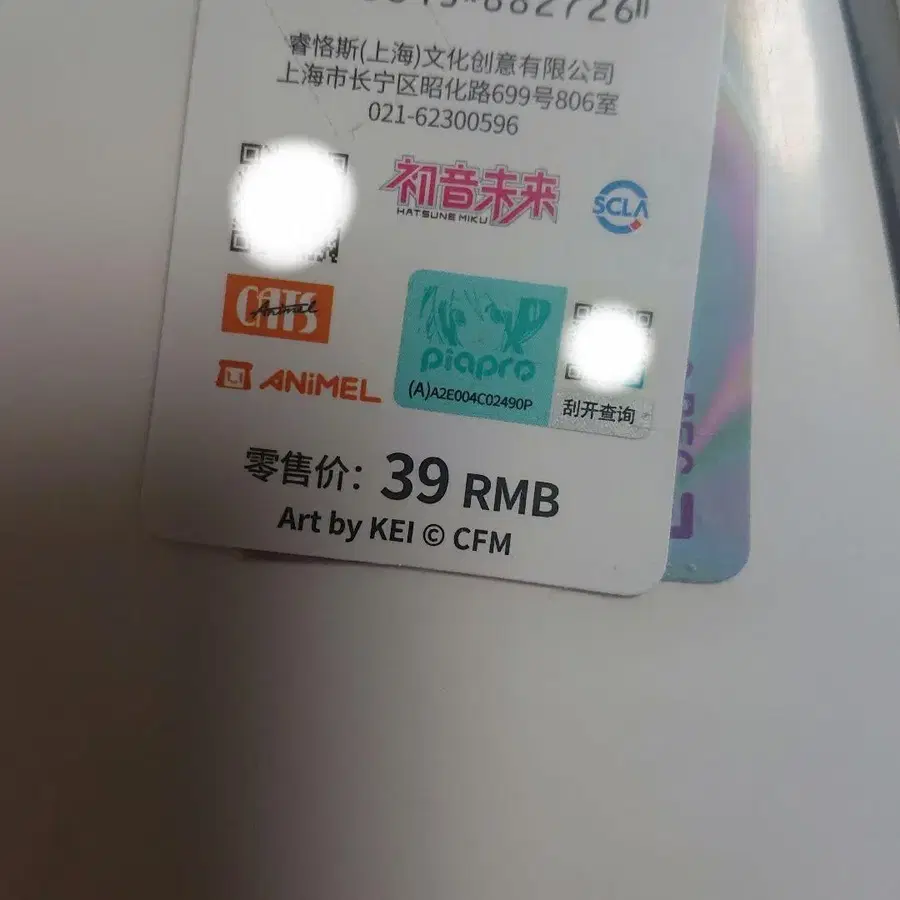 睿恪斯(上海)文化创意有限公司
上海市长宁区昭化路699号806室
021-62300596
初音未来
HATSUNE MIKU
SCLA
CATS
Animal
piapro
(A)A2E004C02490P
刮开查询
ANiMEL
零售价：39 RMB
Art by KEI © CFM